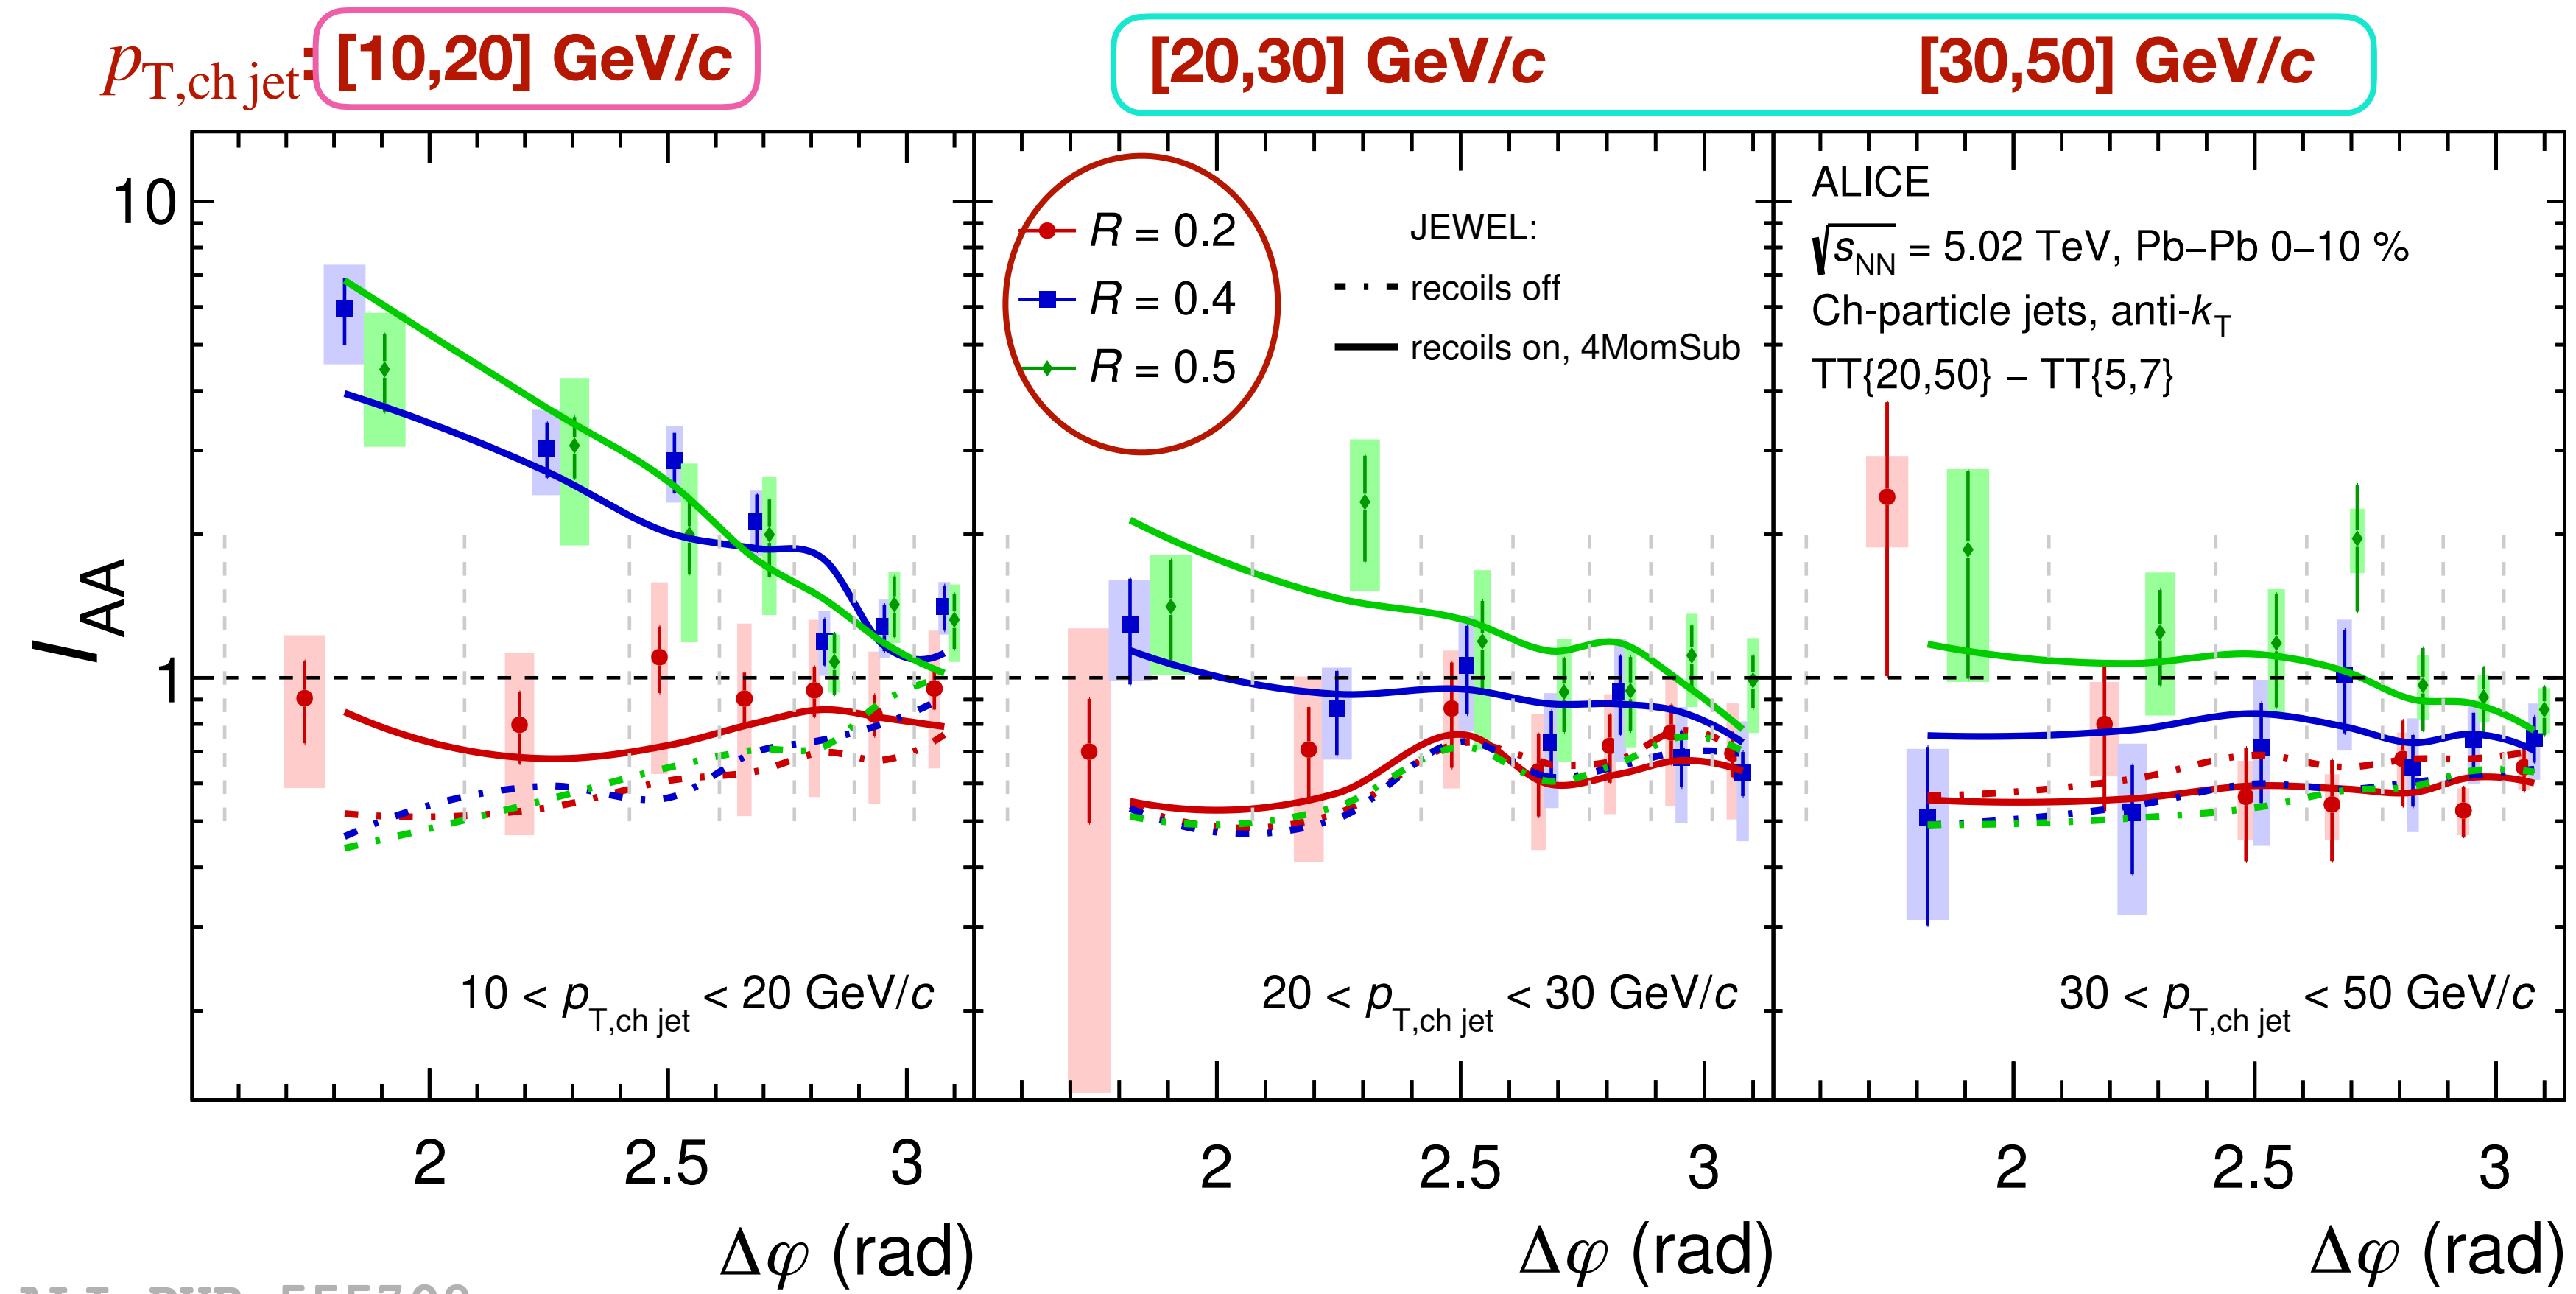 pT,ch jet: [10,20] GeV/c [20,30] GeV/c [30,50] GeV/c
10
1
IAA
R = 0.2
R = 0.4
R = 0.5
JEWEL:
recoils off
recoils on, 4MomSub
ALICE
√sNN = 5.02 TeV, Pb–Pb 0–10 %
Ch-particle jets, anti-kT
TT{20,50} – TT{5,7}
10 < pT,ch jet < 20 GeV/c
20 < pT,ch jet < 30 GeV/c
30 < pT,ch jet < 50 GeV/c
2 2.5 3
2 2.5 3
2 2.5 3
Δφ (rad)
Δφ (rad)
Δφ (rad)